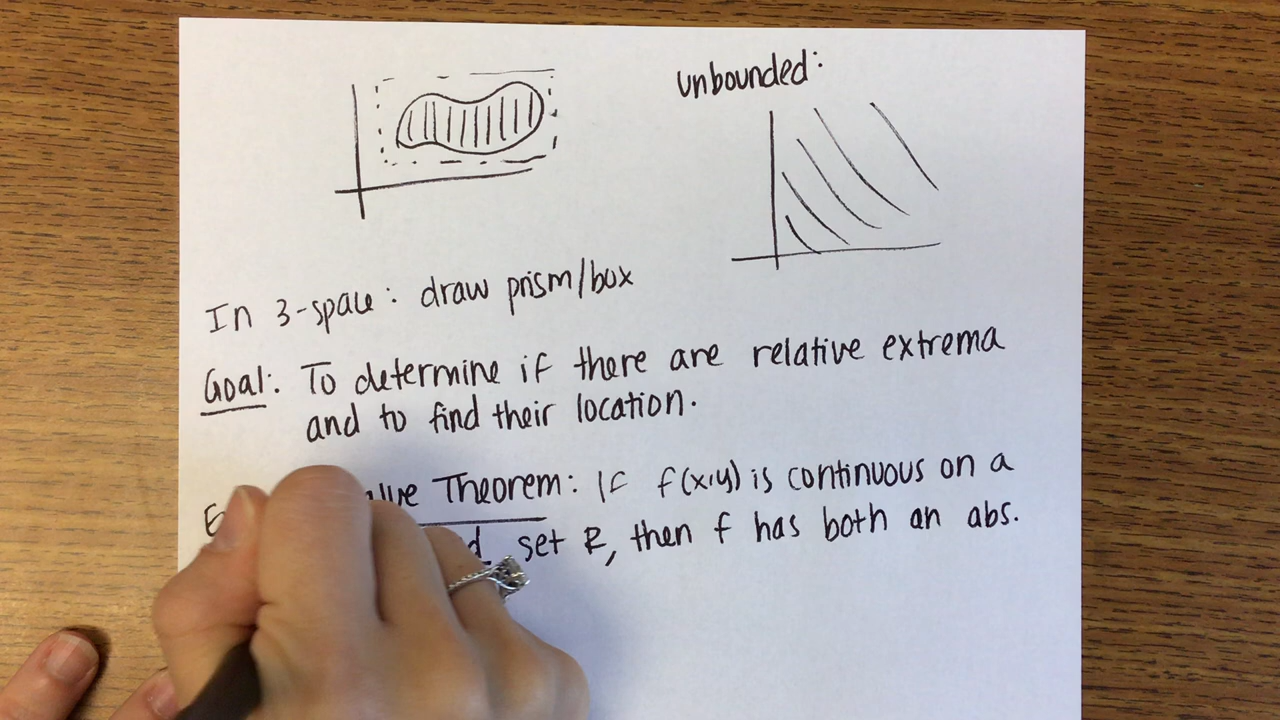 unbounded:
In 3-space: draw prism/box
Goal: To determine if there are relative extrema
and to find their location.
Theorem: If f(x,y) is continuous on a
set R, then f has both an abs.